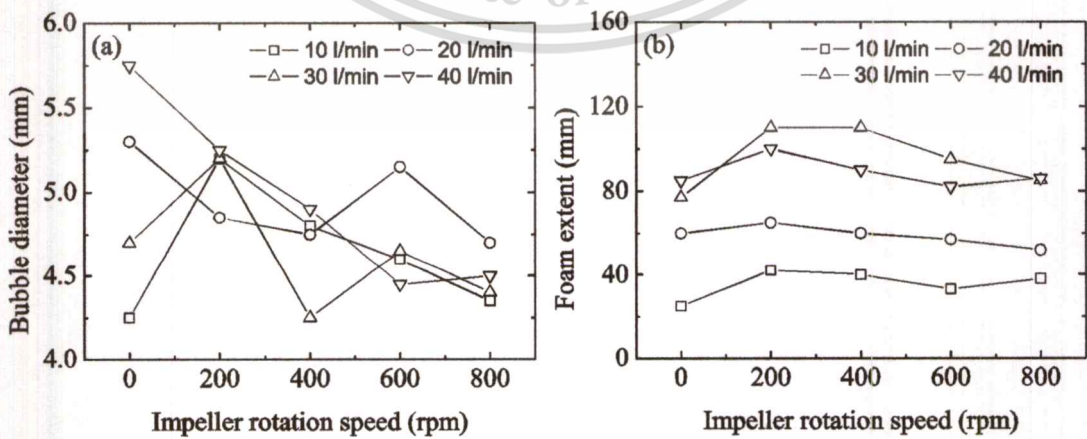 (a)
10 l/min 20 l/min
30 l/min 40 l/min
6.0
5.5
5.0
4.5
4.0
Bubble diameter (mm)
0 200 400 600 800
Impeller rotation speed (rpm)
(b)
10 l/min 20 l/min
30 l/min 40 l/min
160
120
80
40
0
Foam extent (mm)
0 200 400 600 800
Impeller rotation speed (rpm)